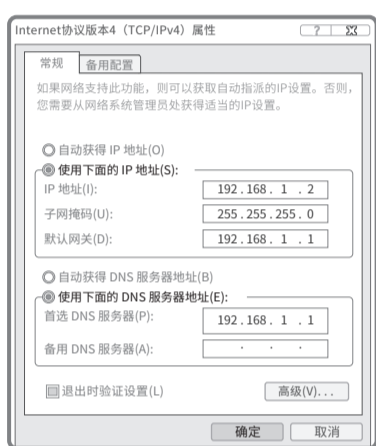 Internet协议版本4（TCP/IPv4）属性
常规 备用配置
如果网络支持此功能，则可以获取自动指派的IP设置。否则，
您需要从网络系统管理员处获得适当的IP设置。
自动获得 IP 地址(O)
使用下面的 IP 地址(S):
IP 地址(I): 192.168. 1 . 2
子网掩码(U): 255.255.255. 0
默认网关(D): 192.168. 1 . 1
自动获得 DNS 服务器地址(B)
使用下面的 DNS 服务器地址(E):
首选 DNS 服务器(P): 192.168. 1 . 1
备用 DNS 服务器(A): . . .
退出时验证设置(L) 高级(V)...
确定 取消